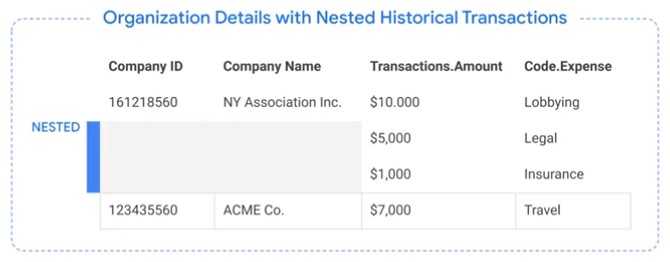 Organization Details with Nested Historical Transactions
Company ID Company Name Transactions.Amount Code.Expense
161218560 NY Association Inc. $10.000 Lobbying
NESTED
$5,000 Legal
$1,000 Insurance
123435560 ACME Co. $7,000 Travel